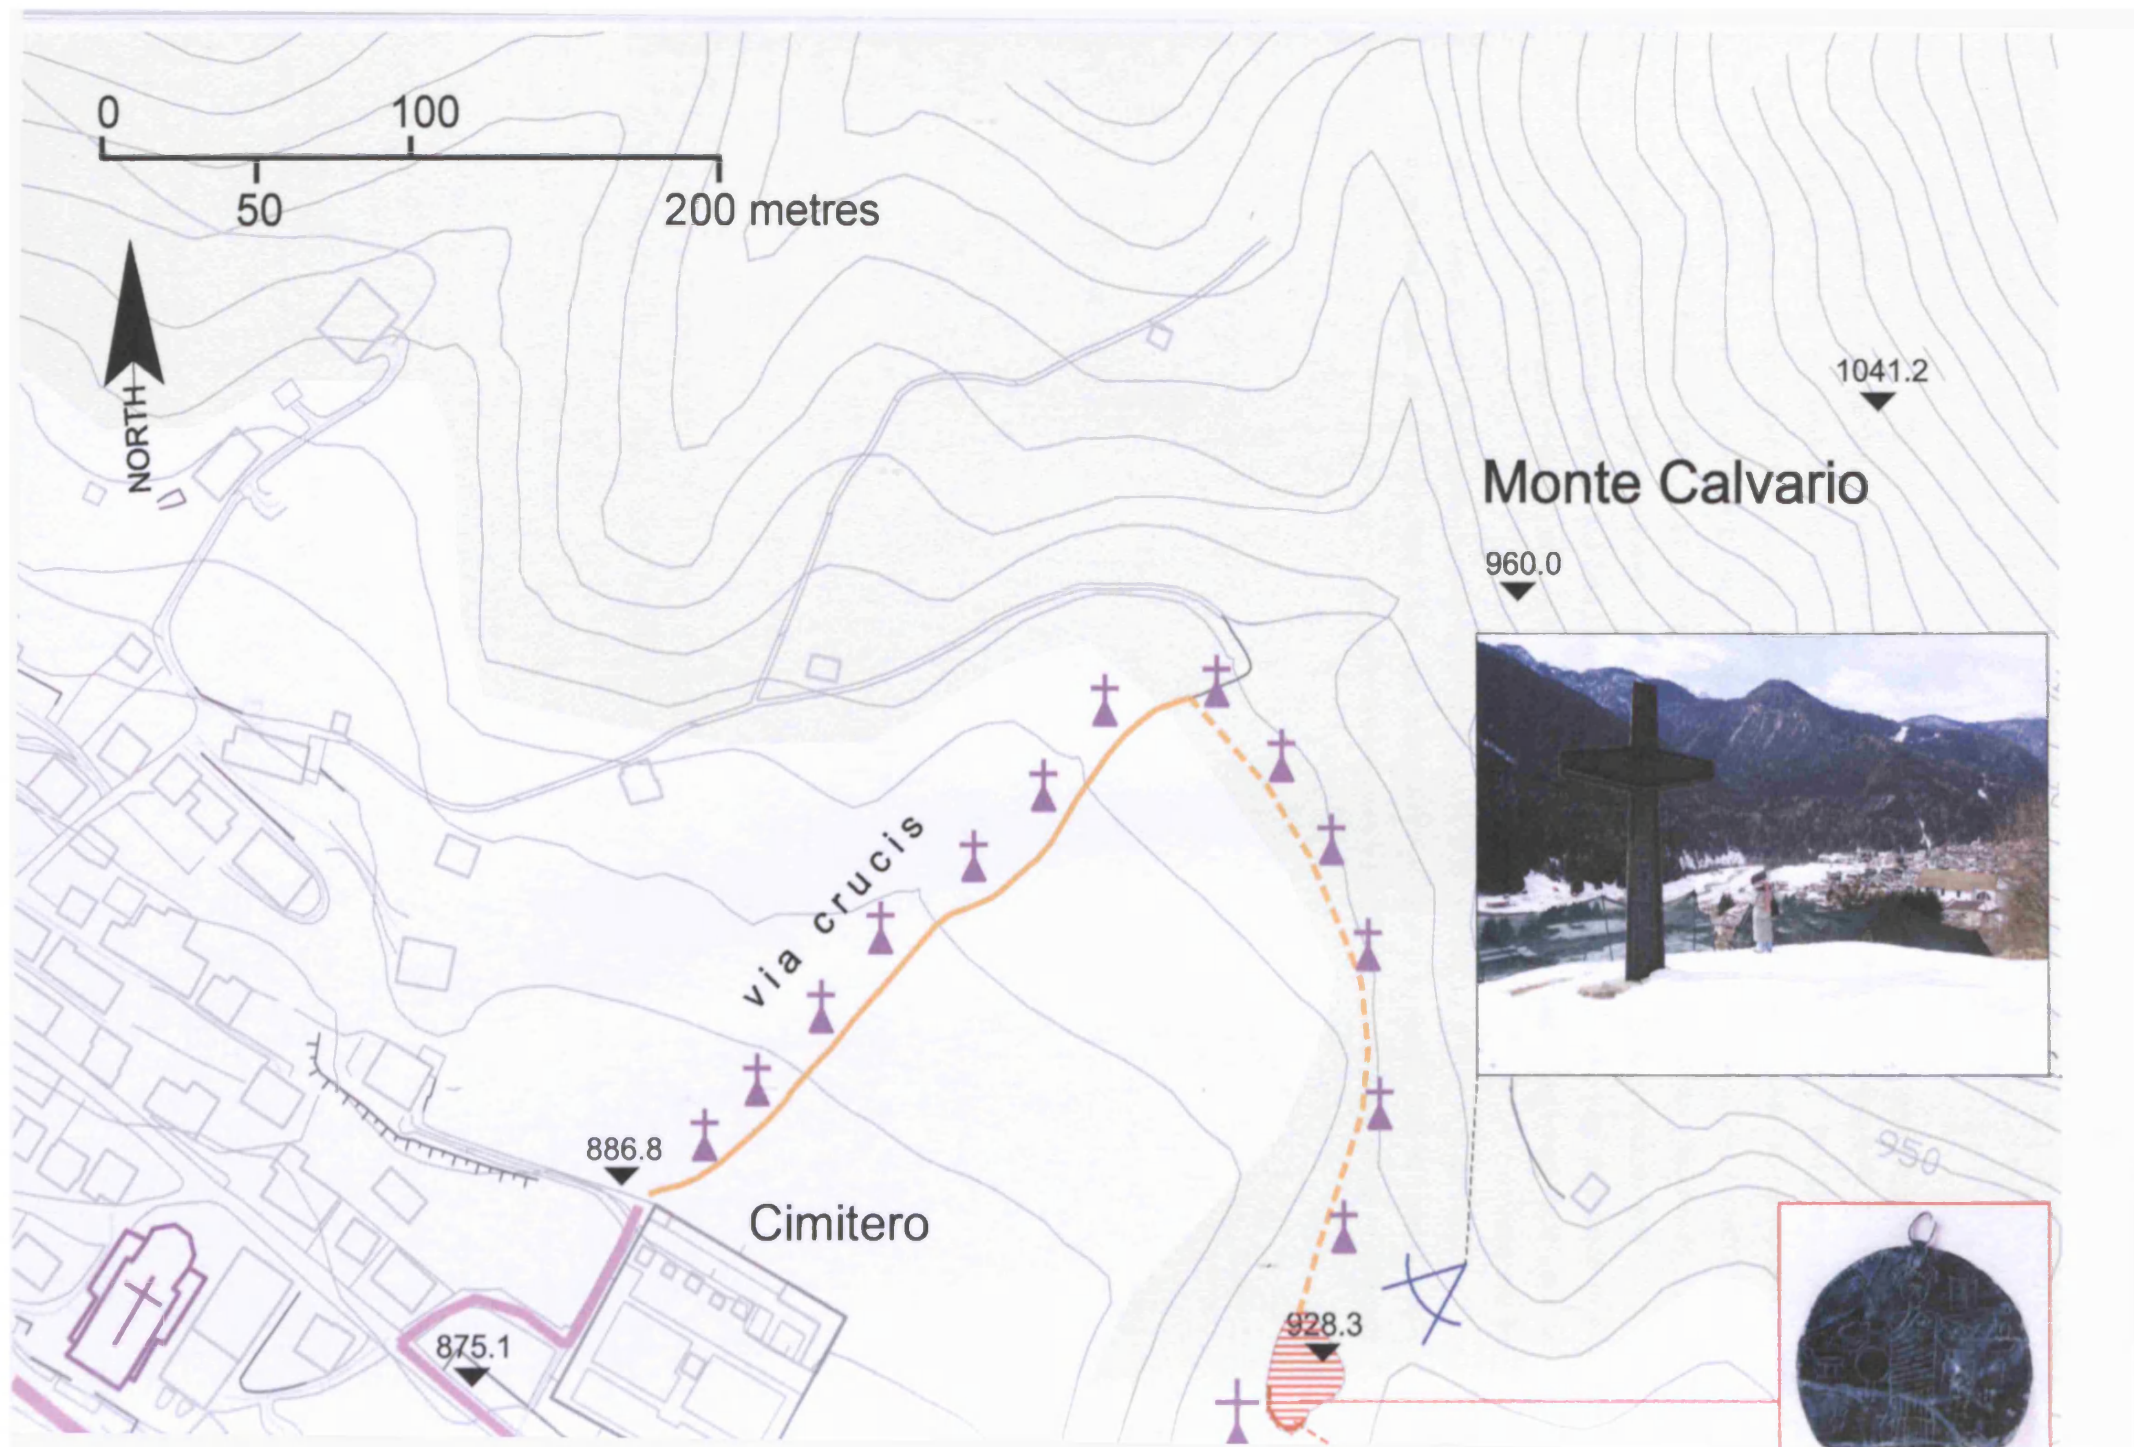 0 100
50 200 metres
NORTH
1041.2
Monte Calvario
960.0
via crucis
886.8
Cimitero
950
928.3
875.1